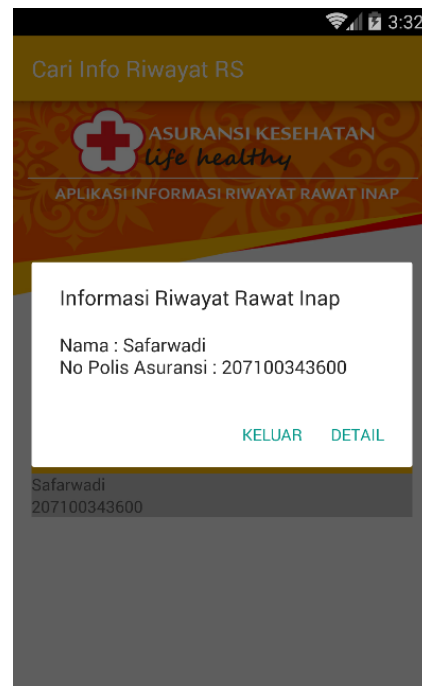 3:32
Cari Info Riwayat RS
ASURANSI KESEHATAN
life healthy
APLIKASI INFORMASI RIWAYAT RAWAT INAP
Informasi Riwayat Rawat Inap
Nama : Safarwadi
No Polis Asuransi : 207100343600
KELUAR DETAIL
Safarwadi
207100343600